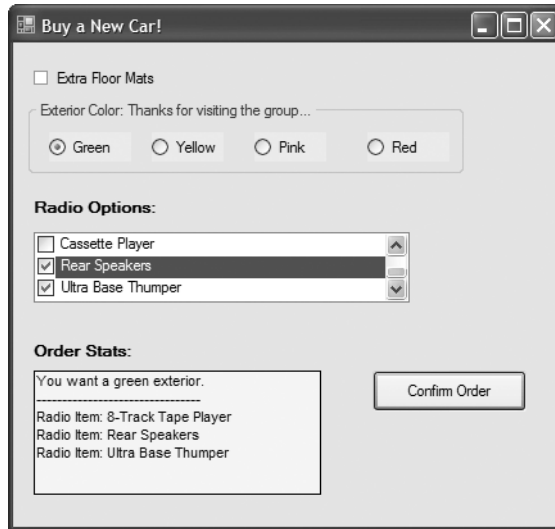 Buy a New Car!
Extra Floor Mats
Exterior Color: Thanks for visiting the group...
Green Yellow Pink Red
Radio Options:
Cassette Player
Rear Speakers
Ultra Base Thumper
Order Stats:
You want a green exterior.
--------------------------------
Radio Item: 8-Track Tape Player
Radio Item: Rear Speakers
Radio Item: Ultra Base Thumper
Confirm Order